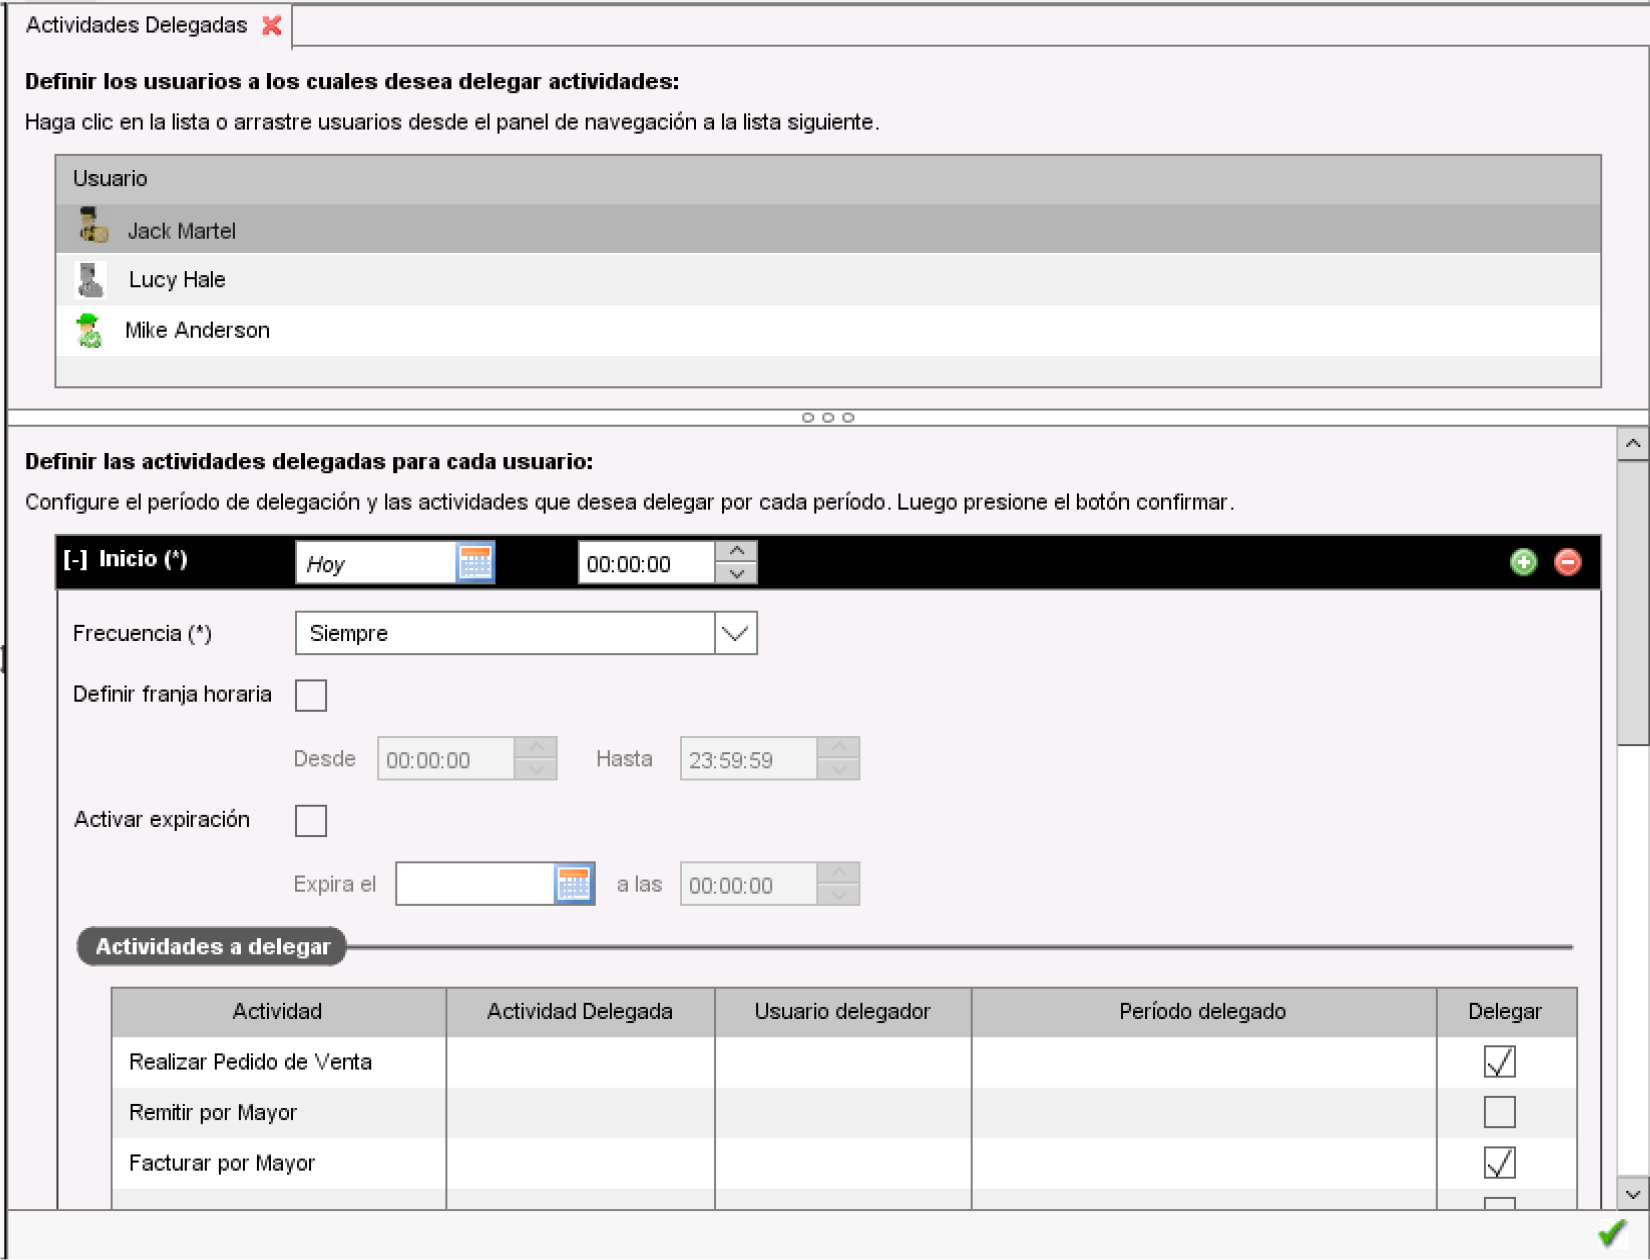 Actividades Delegadas
Definir los usuarios a los cuales desea delegar actividades:
Haga clic en la lista o arrastre usuarios desde el panel de navegación a la lista siguiente.
Usuario
Jack Martel
Lucy Hale
Mike Anderson
Definir las actividades delegadas para cada usuario:
Configure el período de delegación y las actividades que desea delegar por cada período. Luego presione el botón confirmar.
[-] Inicio (*) Hoy 00:00:00
Frecuencia (*) Siempre
Definir franja horaria
Desde 00:00:00 Hasta 23:59:59
Activar expiración
Expira el a las 00:00:00
Actividades a delegar
Actividad Actividad Delegada Usuario delegador Período delegado Delegar
Realizar Pedido de Venta
Remitir por Mayor
Facturar por Mayor